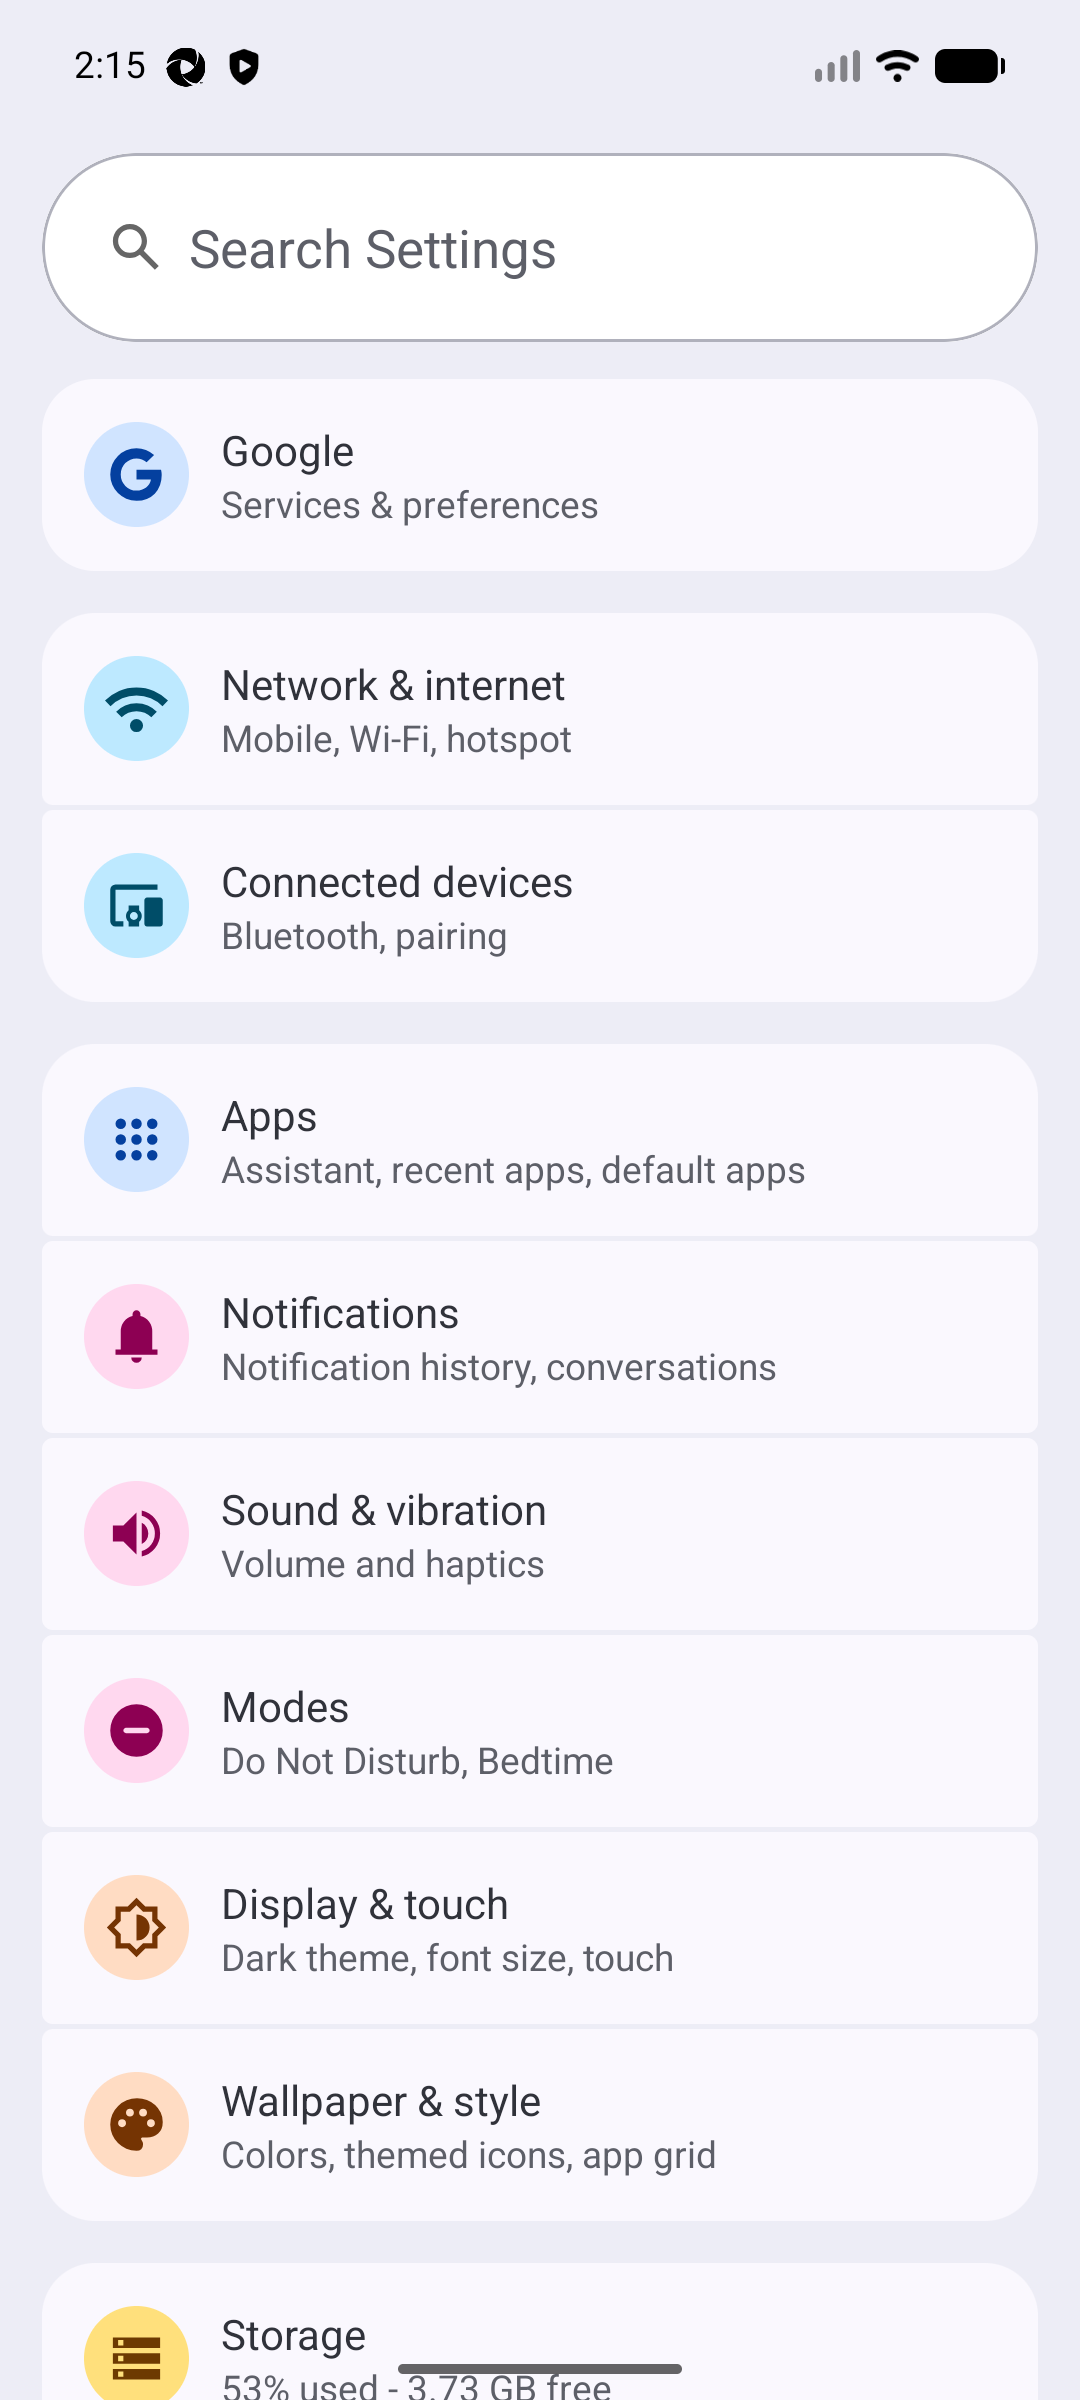 2:15
Search Settings
Google
Services & preferences
Network & internet
Mobile, Wi-Fi, hotspot
Connected devices
Bluetooth, pairing
Apps
Assistant, recent apps, default apps
Notifications
Notification history, conversations
Sound & vibration
Volume and haptics
Modes
Do Not Disturb, Bedtime
Display & touch
Dark theme, font size, touch
Wallpaper & style
Colors, themed icons, app grid
Storage
53% used - 3.73 GB free